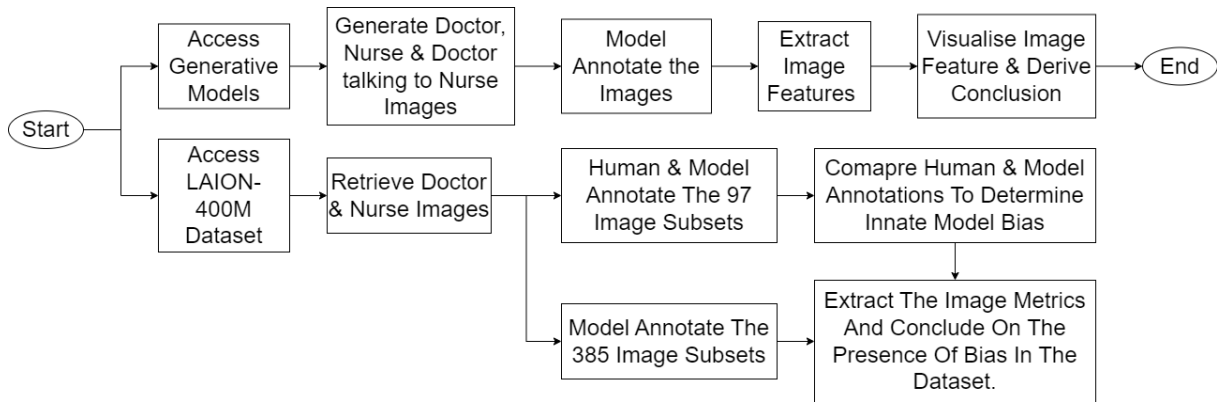 Start
Access
Generative
Models
Generate Doctor,
Nurse & Doctor
talking to Nurse
Images
Model
Annotate the
Images
Extract
Image
Features
Visualise Image
Feature & Derive
Conclusion
End
Access
LAION-
400M
Dataset
Retrieve Doctor
& Nurse Images
Human & Model
Annotate The 97
Image Subsets
Comapre Human & Model
Annotations To Determine
Innate Model Bias
Model Annotate The
385 Image Subsets
Extract The Image Metrics
And Conclude On The
Presence Of Bias In The
Dataset.